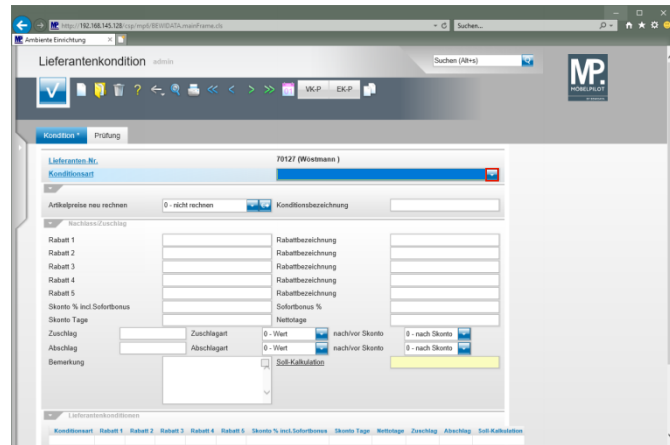 http://192.168.145.128/csp/mpli/BEWIDATA.mainFrame.cls
Suchen...
MP Ambiente Einrichtung
Lieferantenkondition admin
Suchen (Alt+s)
VK-P EK-P
MP.
MÖBELPILOT
Kondition * Prüfung
Lieferanten-Nr. 70127 (Wöstmann )
Konditionsart
Artikelpreise neu rechnen 0 - nicht rechnen Konditionsbezeichnung
Nachlass/Zuschlag
Rabatt 1 Rabattbezeichnung
Rabatt 2 Rabattbezeichnung
Rabatt 3 Rabattbezeichnung
Rabatt 4 Rabattbezeichnung
Rabatt 5 Rabattbezeichnung
Skonto % incl.Sofortbonus Sofortbonus %
Skonto Tage Nettotage
Zuschlag Zuschlagart 0 - Wert nach/vor Skonto 0 - nach Skonto
Abschlag Abschlagart 0 - Wert nach/vor Skonto 0 - nach Skonto
Bemerkung Soll-Kalkulation
Lieferantenkonditionen
Konditionsart Rabatt 1 Rabatt 2 Rabatt 3 Rabatt 4 Rabatt 5 Skonto % incl.Sofortbonus Skonto Tage Nettotage Zuschlag Abschlag Soll-Kalkulation